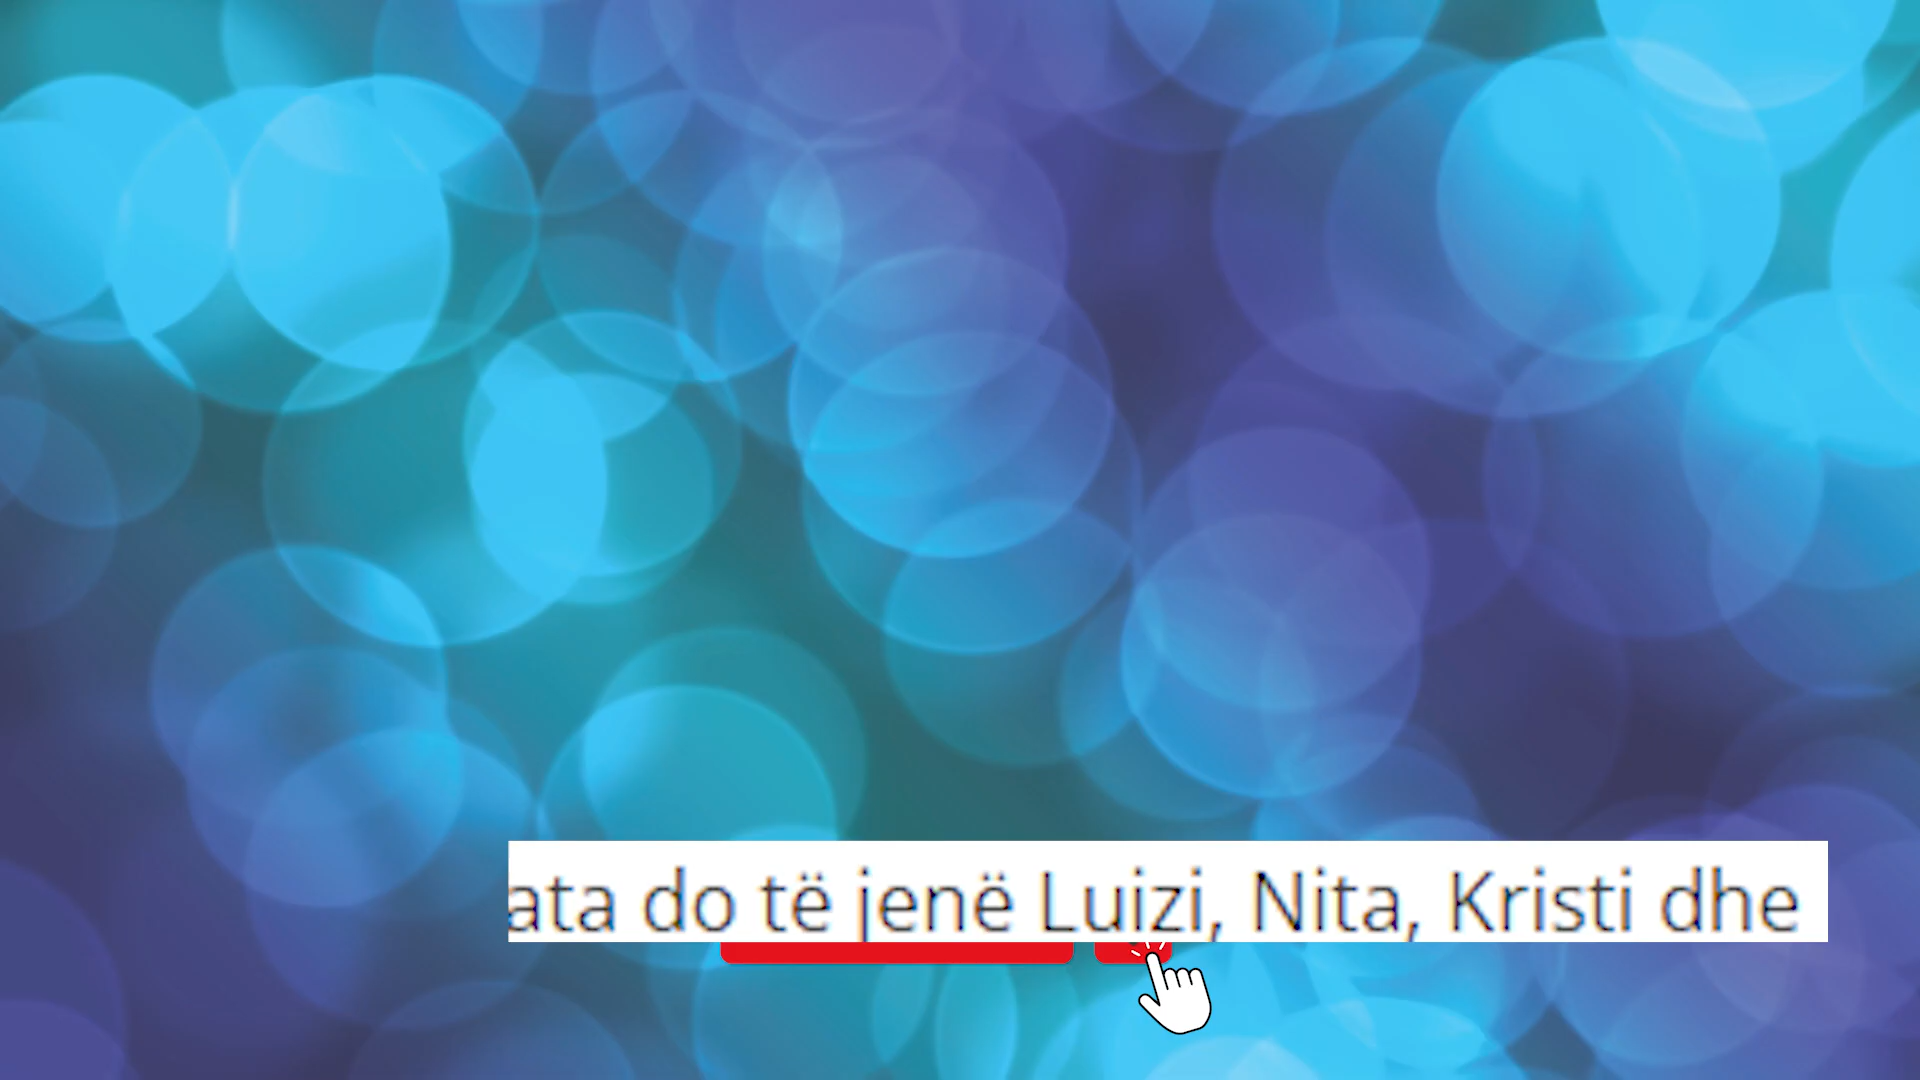 ata do të jenë Luizi, Nita, Kristi dhe